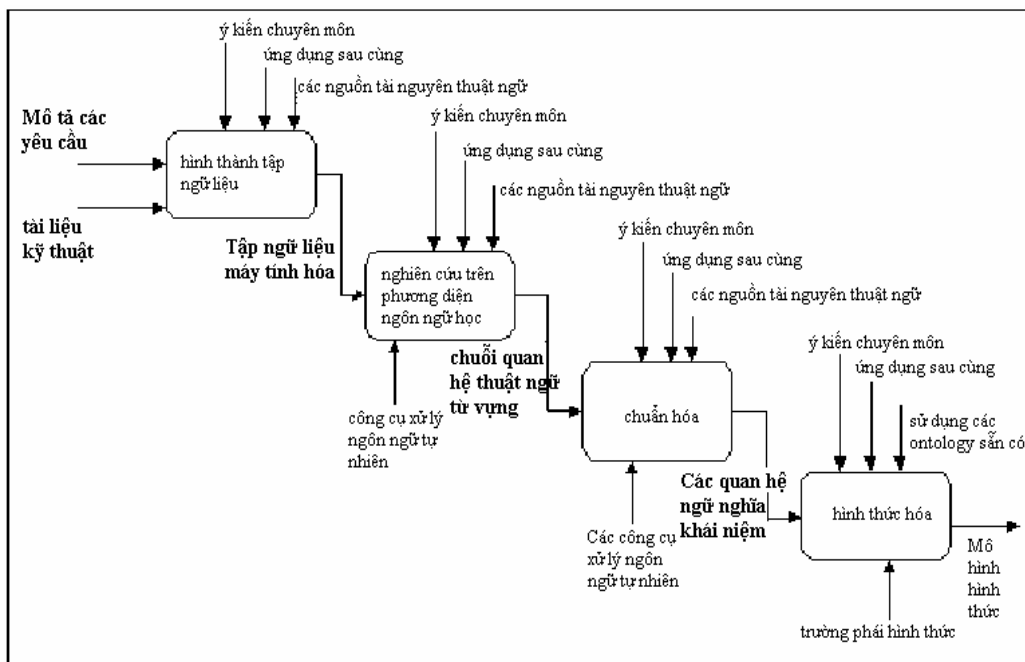 ý kiến chuyên môn
ứng dụng sau cùng
các nguồn tài nguyên thuật ngữ
Mô tả các
yêu cầu
hình thành tập
ngữ liệu
tài liệu
kỹ thuật
Tập ngữ liệu
máy tính hóa
ý kiến chuyên môn
ứng dụng sau cùng
các nguồn tài nguyên thuật ngữ
nghiên cứu trên
phương diện
ngôn ngữ học
công cụ xử lý
ngôn ngữ tự
nhiên
chuỗi quan
hệ thuật ngữ
từ vựng
ý kiến chuyên môn
ứng dụng sau cùng
các nguồn tài nguyên thuật ngữ
chuẩn hóa
Các công cụ
xử lý ngôn
ngữ tự nhiên
Các quan hệ
ngữ nghĩa
khái niệm
ý kiến chuyên môn
ứng dụng sau cùng
sử dụng các
ontology sẵn có
hình thức hóa
trường phái hình thức
Mô
hình
hình
thức